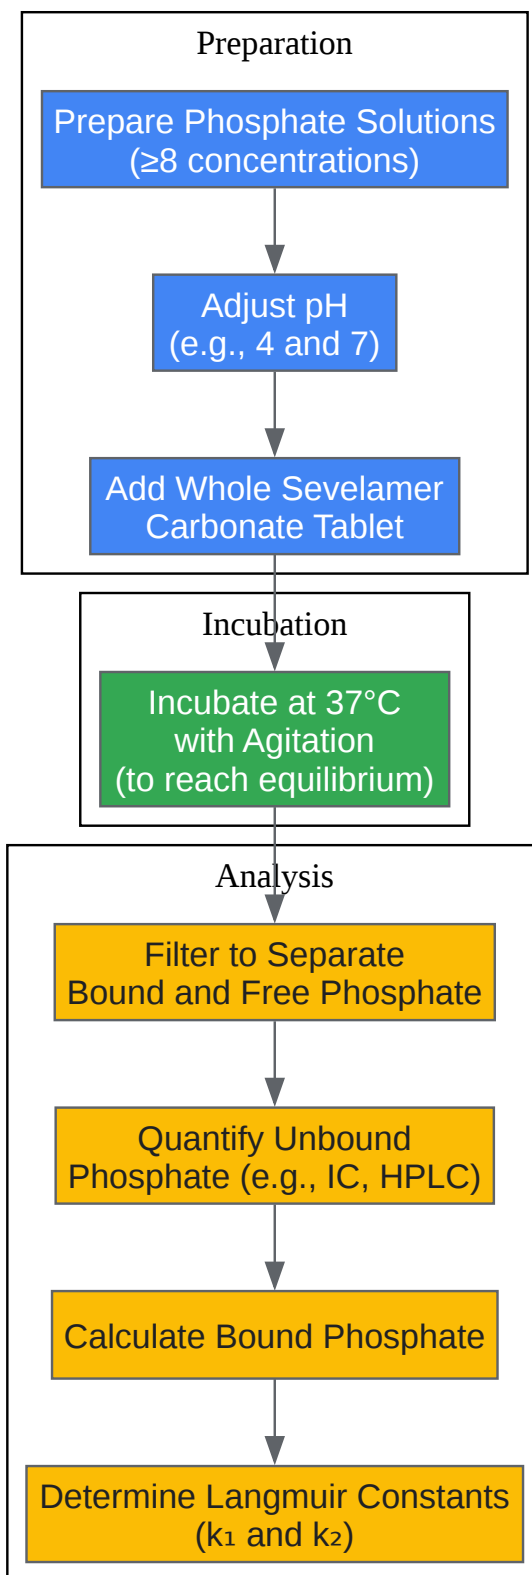 Preparation
Prepare Phosphate Solutions
(≥8 concentrations)
Adjust pH
(e.g., 4 and 7)
Add Whole Sevelamer
Carbonate Tablet
Incubation
Incubate at 37°C
with Agitation
(to reach equilibrium)
Analysis
Filter to Separate
Bound and Free Phosphate
Quantify Unbound
Phosphate (e.g., IC, HPLC)
Calculate Bound Phosphate
Determine Langmuir Constants
(k₁ and k₂)